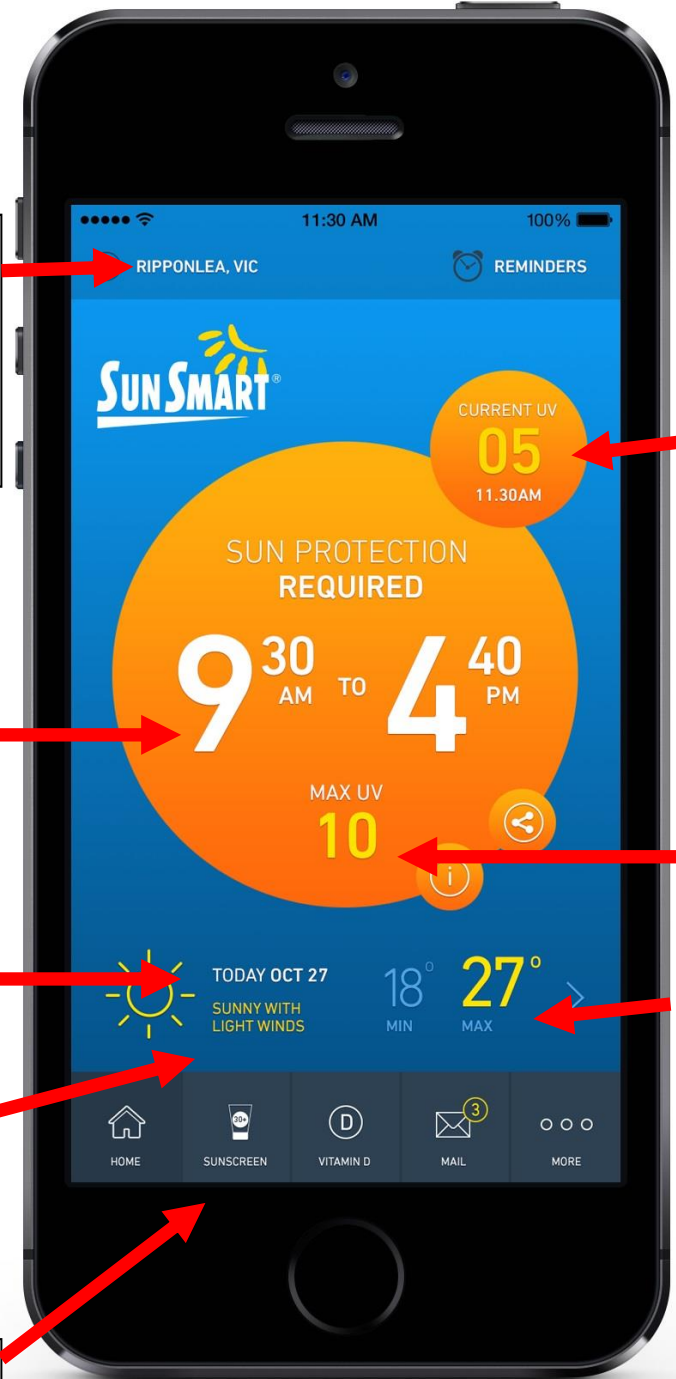 11:30 AM 100%
RIPPONLEA, VIC REMINDERS
SUNSMART®
CURRENT UV
05
11.30AM
SUN PROTECTION
REQUIRED
9 30 AM TO 4 40 PM
MAX UV
10
i
TODAY OCT 27
SUNNY WITH
LIGHT WINDS
18° MIN 27° MAX
30+ D 3
HOME SUNSCREEN VITAMIN D MAIL MORE